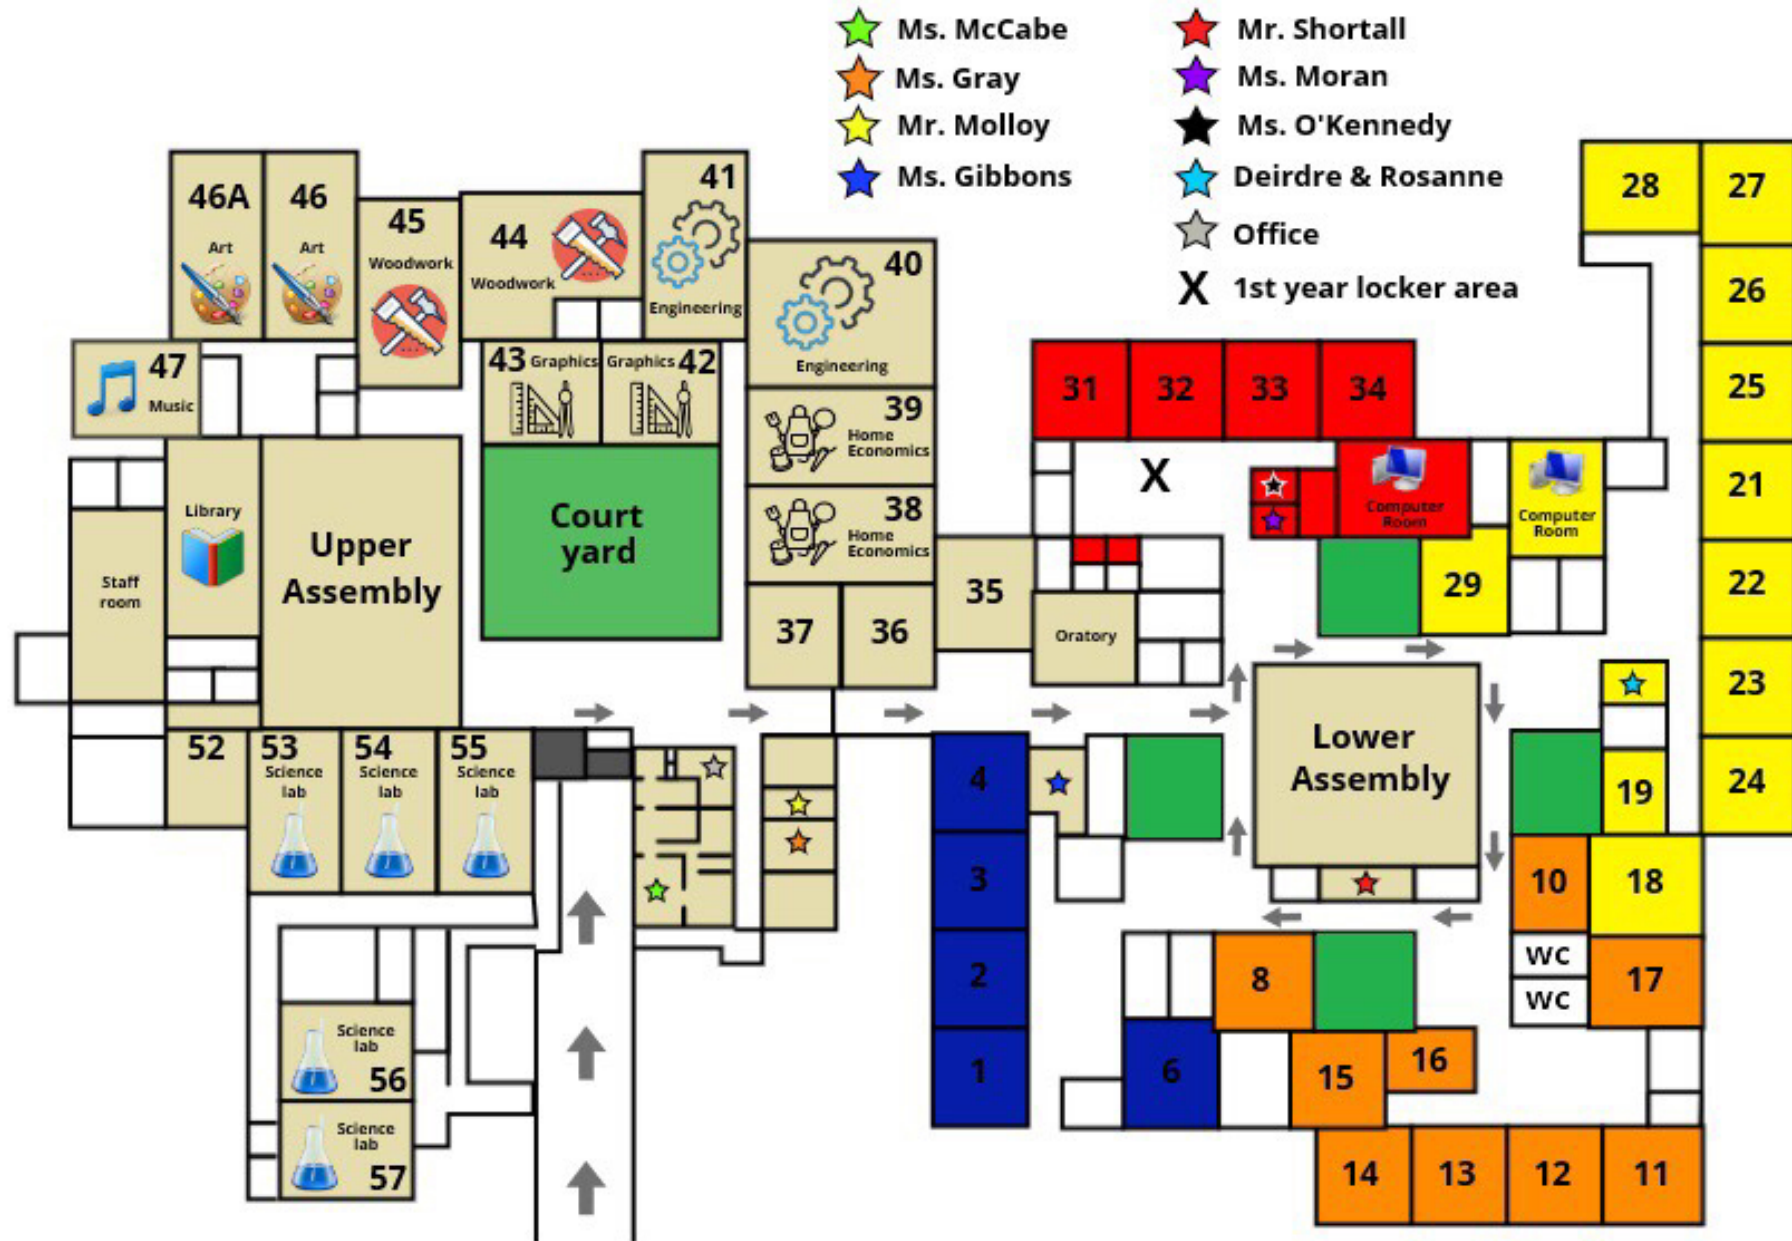 Ms. McCabe
Ms. Gray
Mr. Molloy
Ms. Gibbons
Mr. Shortall
Ms. Moran
Ms. O'Kennedy
Deirdre & Rosanne
Office
X 1st year locker area
46A
Art
46
Art
45
Woodwork
44
Woodwork
41
Engineering
40
Engineering
47
Music
43 Graphics
Graphics 42
39
Home
Economics
38
Home
Economics
Library
Upper
Assembly
Court
yard
Staff
room
37
36
35
Oratory
31
32
33
34
X
Computer
Room
Computer
Room
29
28
27
26
25
21
22
23
24
Lower
Assembly
19
10
18
WC
WC
17
52
53
Science
lab
54
Science
lab
55
Science
lab
4
3
2
1
8
6
15
16
14
13
12
11
Science
lab
56
Science
lab
57